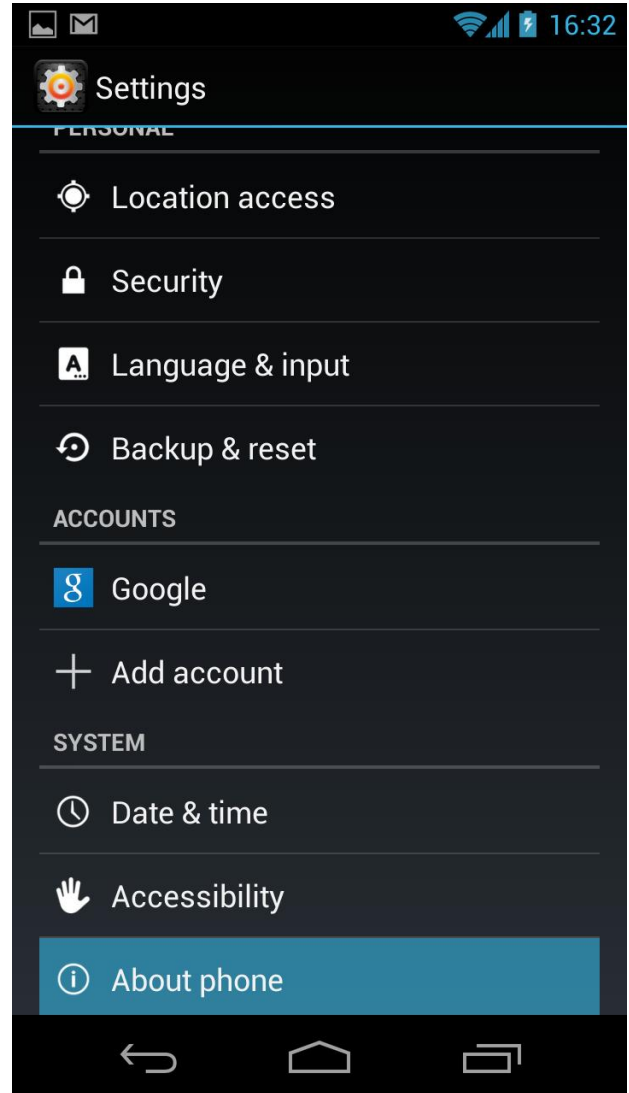 16:32
Settings
PERSONAL
Location access
Security
Language & input
Backup & reset
ACCOUNTS
Google
Add account
SYSTEM
Date & time
Accessibility
About phone